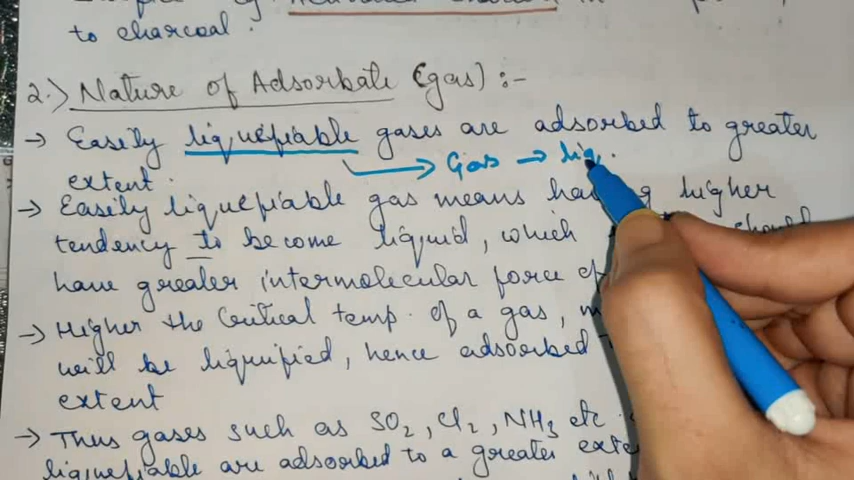 to charcoal.
2.) Nature of Adsorbate (gas) :-
→ Easily liquefiable gases are adsorbed to greater
→ Gas → liq
extent.
→ Easily liquefiable gas means having higher
tendency to become liquid, which should
have greater intermolecular force of
→ Higher the Critical temp. of a gas,
will be liquified, hence adsorbed
extent
→ Thus gases such as SO2, Cl2, NH3 etc
liquefiable are adsorbed to a greater